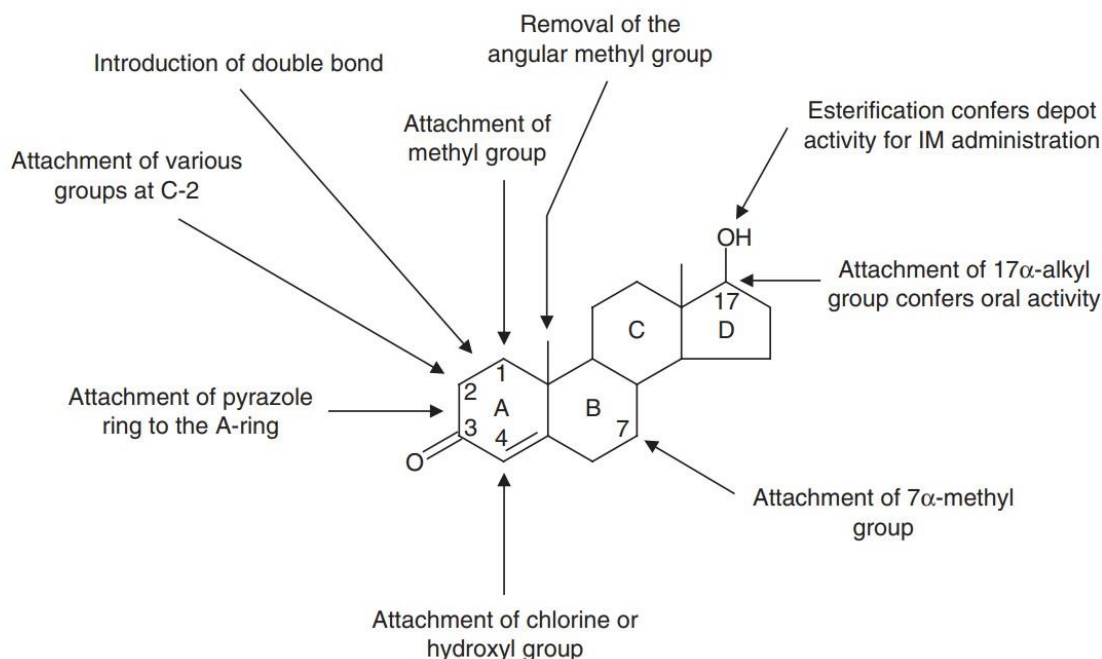 Removal of the
angular methyl group
Introduction of double bond
Attachment of
methyl group
Esterification confers depot
activity for IM administration
Attachment of various
groups at C-2
OH
Attachment of 17α-alkyl
group confers oral activity
17
C
D
1
2
A
B
Attachment of pyrazole
ring to the A-ring
3
4
7
O
Attachment of 7α-methyl
group
Attachment of chlorine or
hydroxyl group